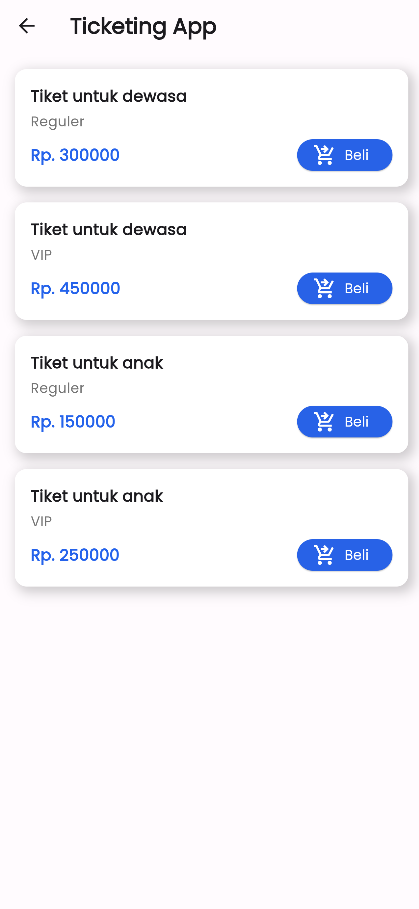 Ticketing App
Tiket untuk dewasa
Reguler
Rp. 300000
Beli
Tiket untuk dewasa
VIP
Rp. 450000
Beli
Tiket untuk anak
Reguler
Rp. 150000
Beli
Tiket untuk anak
VIP
Rp. 250000
Beli